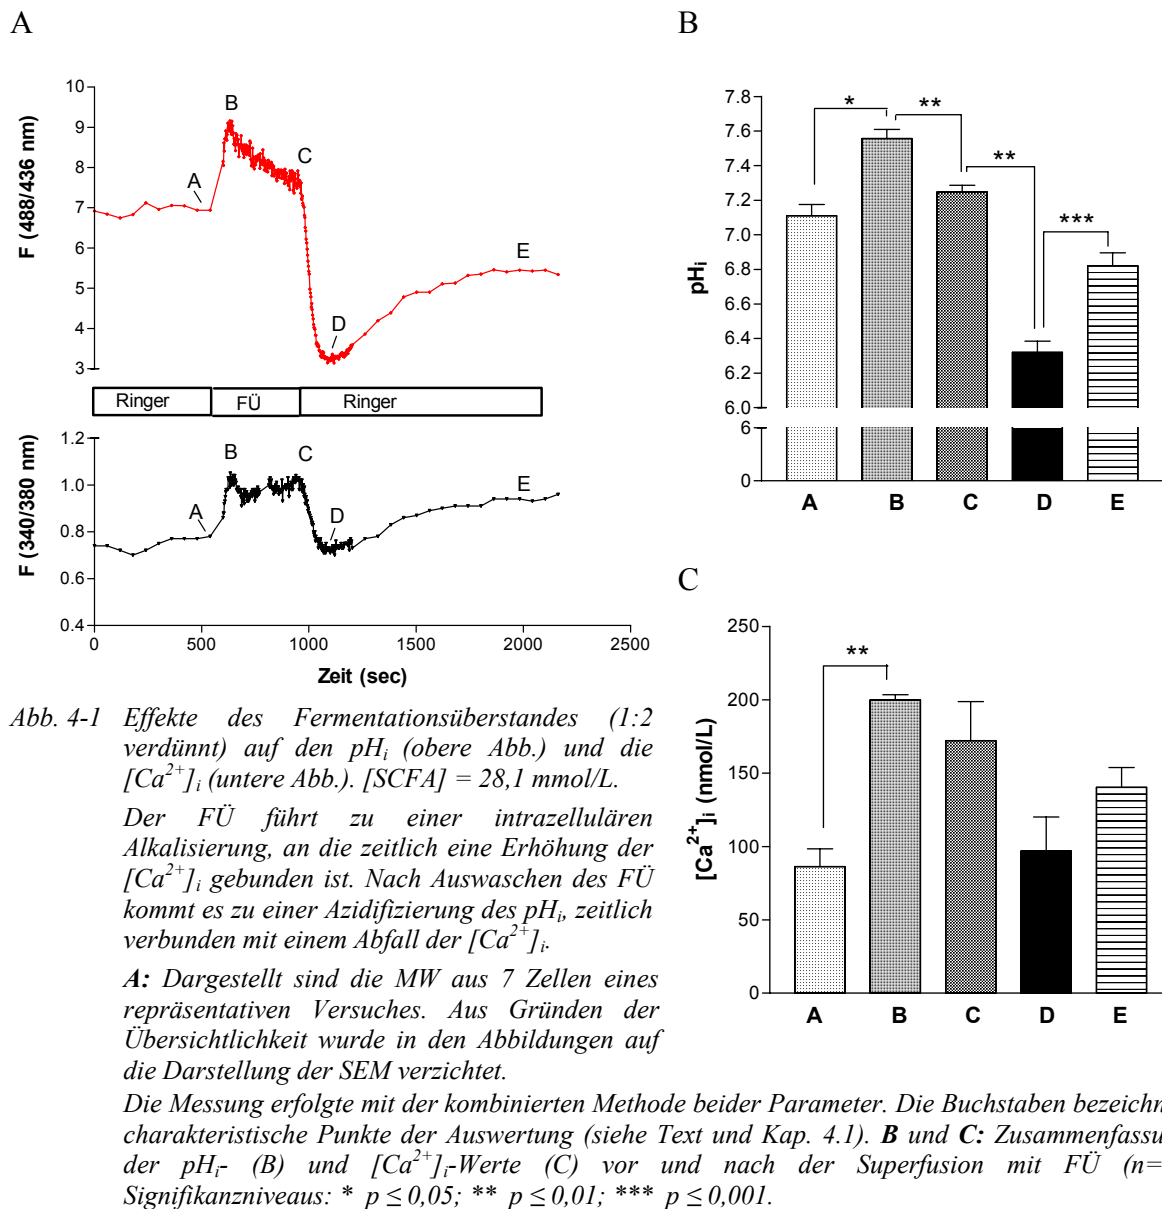 A
B
F (488/436 nm)
10
9
8
7
6
5
4
3
A
B
C
D
E
Ringer
FÜ
Ringer
F (340/380 nm)
1.2
1.0
0.8
0.6
0.4
A
B
C
D
E
0
500
1000
1500
2000
2500
Zeit (sec)
pHi
7.8
7.6
7.4
7.2
7.0
6.8
6.6
6.4
6.2
6.0
6
0
*
**
**
***
A
B
C
D
E
C
[Ca2+]i (nmol/L)
250
200
150
100
50
0
**
A
B
C
D
E
Abb. 4-1 Effekte des Fermentationsüberstandes (1:2
verdünnt) auf den pHi (obere Abb.) und die
[Ca2+]i (untere Abb.). [SCFA] = 28,1 mmol/L.
Der FÜ führt zu einer intrazellulären
Alkalisierung, an die zeitlich eine Erhöhung der
[Ca2+]i gebunden ist. Nach Auswaschen des FÜ
kommt es zu einer Azidifizierung des pHi, zeitlich
verbunden mit einem Abfall der [Ca2+]i.
A: Dargestellt sind die MW aus 7 Zellen eines
repräsentativen Versuches. Aus Gründen der
Übersichtlichkeit wurde in den Abbildungen auf
die Darstellung der SEM verzichtet.
Die Messung erfolgte mit der kombinierten Methode beider Parameter. Die Buchstaben
charakteristische Punkte der Auswertung (siehe Text und Kap. 4.1). B und C:
der pHi- (B) und [Ca2+]i-Werte (C) vor und nach der Superfusion mit FÜ (n=
Signifikanzniveaus: * p ≤ 0,05; ** p ≤ 0,01; *** p ≤ 0,001.